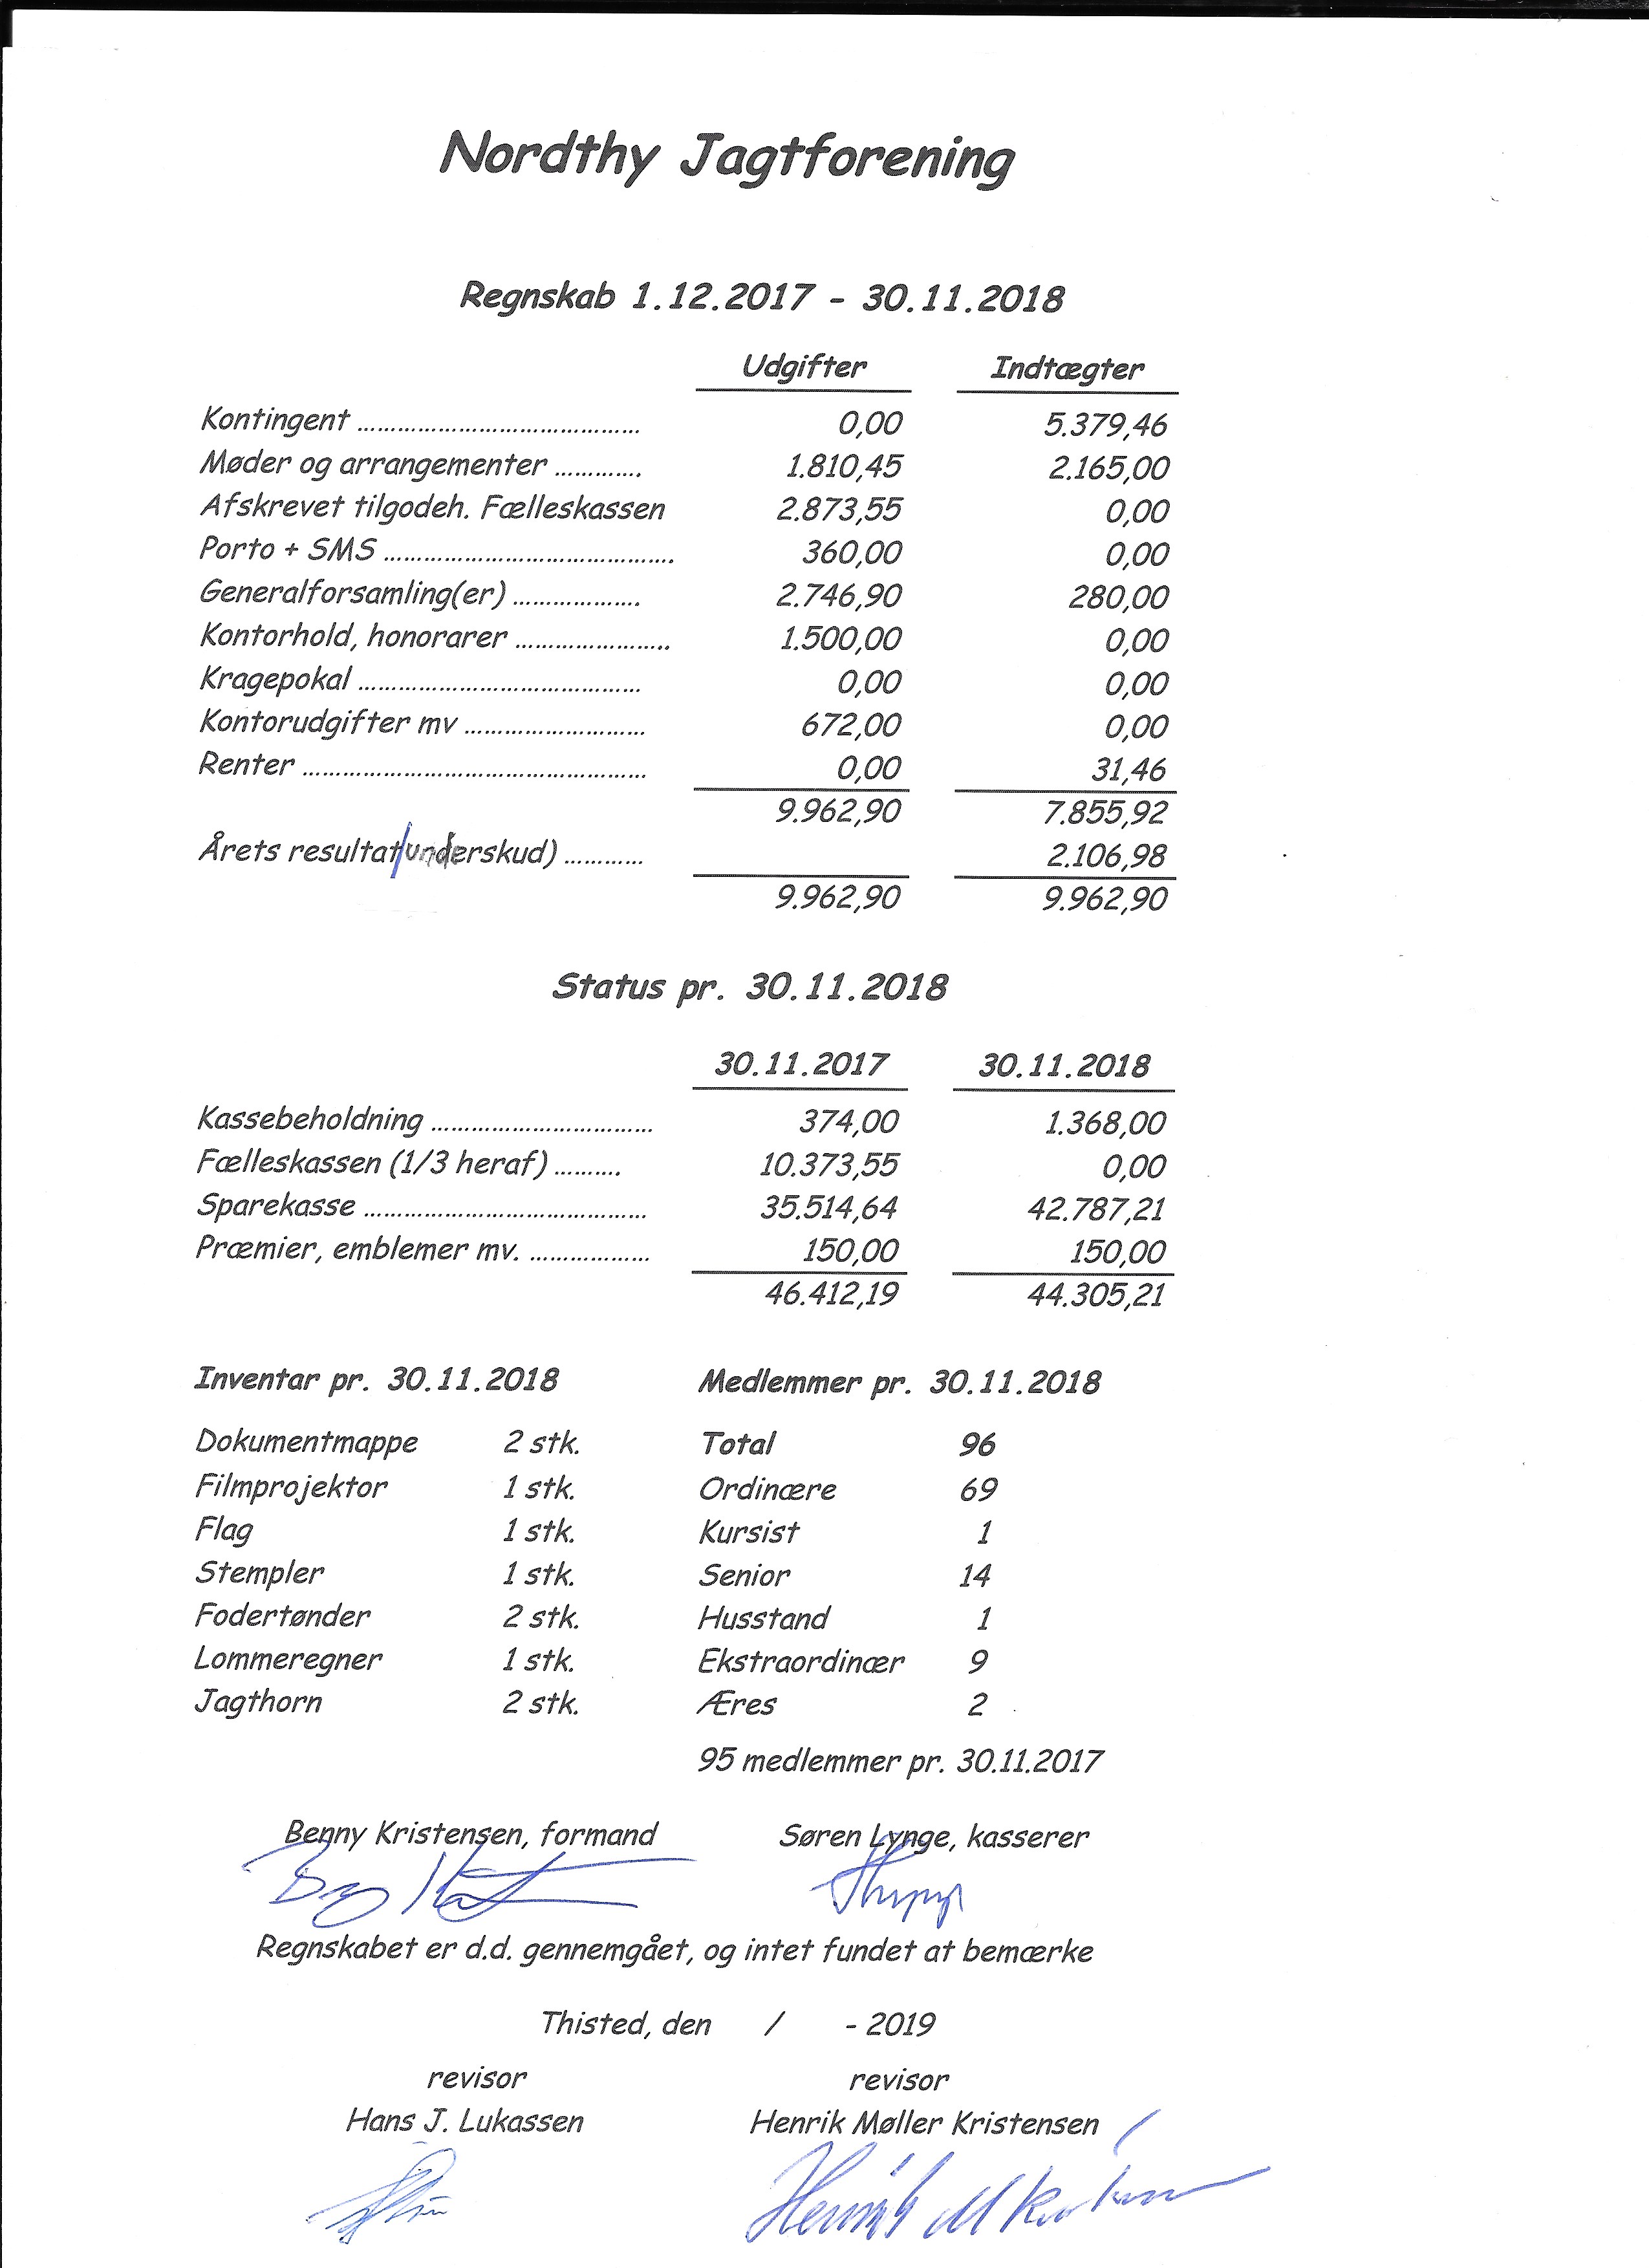 Nordthy Jagtforening
Regnskab 1.12.2017 - 30.11.2018
Udgifter Indtægter
Kontingent ............................................ 0,00 5.379,46
Møder og arrangementer ............. 1.810,45 2.165,00
Afskrevet tilgodeh. Fælleskassen 2.873,55 0,00
Porto + SMS ............................................ 360,00 0,00
Generalforsamling(er) ................... 2.746,90 280,00
Kontorhold, honorarer ....................... 1.500,00 0,00
Kragepokal .......................................... 0,00 0,00
Kontorudgifter mv ........................... 672,00 0,00
Renter .................................................... 0,00 31,46
9.962,90 7.855,92
Årets resultat/underskud) ............ 2.106,98
9.962,90 9.962,90
Status pr. 30.11.2018
30.11.2017 30.11.2018
Kassebeholdning ................................. 374,00 1.368,00
Fælleskassen (1/3 heraf) .......... 10.373,55 0,00
Sparekasse .......................................... 35.514,64 42.787,21
Præmier, emblemer mv. .................. 150,00 150,00
46.412,19 44.305,21
Inventar pr. 30.11.2018 Medlemmer pr. 30.11.2018
Dokumentmappe 2 stk. Total 96
Filmprojektor 1 stk. Ordinære 69
Flag 1 stk. Kursist 1
Stempler 1 stk. Senior 14
Fodertønder 2 stk. Husstand 1
Lommeregner 1 stk. Ekstraordinær 9
Jagthorn 2 stk. Æres 2
95 medlemmer pr. 30.11.2017
Benny Kristensen, formand Søren Lynge, kasserer
Regnskabet er d.d. gennemgået, og intet fundet at bemærke
Thisted, den / - 2019
revisor revisor
Hans J. Lukassen Henrik Møller Kristensen